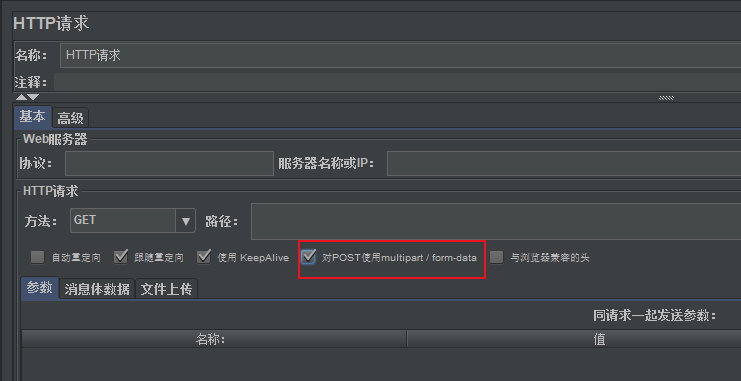 HTTP请求
名称： HTTP请求
注释：
基本 高级
Web服务器
协议： 服务器名称或IP：
HTTP请求
方法： GET 路径：
自动重定向 跟随重定向 使用 KeepAlive 对POST使用multipart / form-data 与浏览器兼容的头
参数 消息体数据 文件上传
同请求一起发送参数：
名称: 值